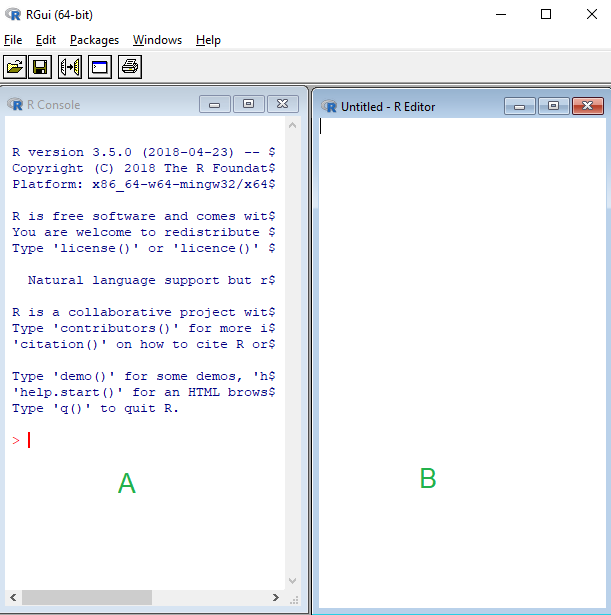 RGui (64-bit)
File Edit Packages Windows Help
R Console
R version 3.5.0 (2018-04-23) -- $
Copyright (C) 2018 The R Foundat$
Platform: x86_64-w64-mingw32/x64$
R is free software and comes wit$
You are welcome to redistribute $
Type 'license()' or 'licence()' $
Natural language support but r$
R is a collaborative project wit$
Type 'contributors()' for more i$
'citation()' on how to cite R or$
Type 'demo()' for some demos, 'h$
'help.start()' for an HTML brows$
Type 'q()' to quit R.
>
A
Untitled - R Editor
B